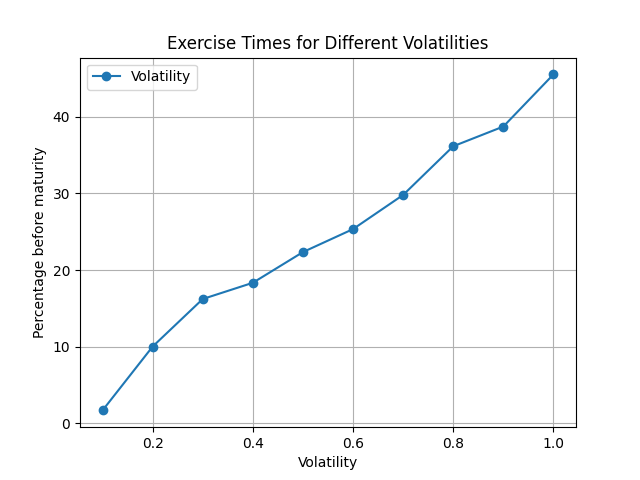 Exercise Times for Different Volatilities
Volatility
Percentage before maturity
40
30
20
10
0
0.2 0.4 0.6 0.8 1.0
Volatility